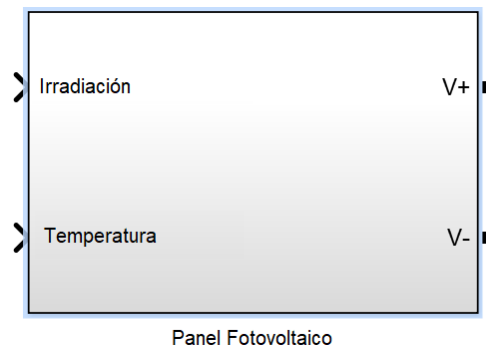 Irradiación
V+
Temperatura
V-
Panel Fotovoltaico